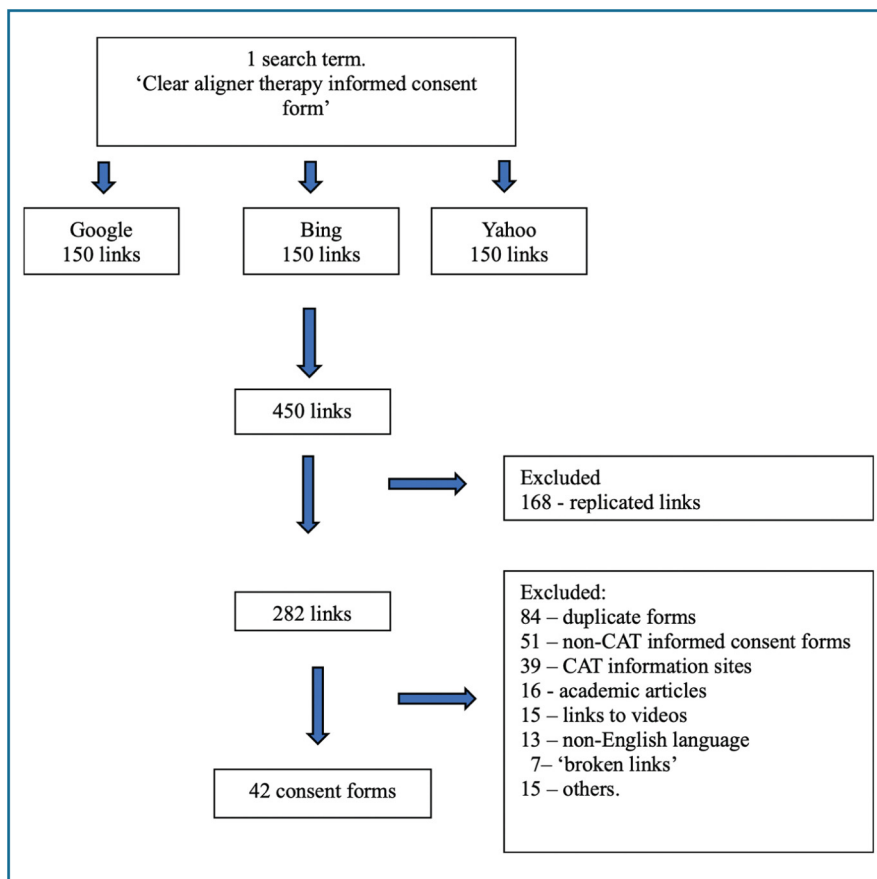 1 search term.
‘Clear aligner therapy informed consent
form’
Google
150 links
Bing
150 links
Yahoo
150 links
450 links
Excluded
168 - replicated links
282 links
Excluded:
84 – duplicate forms
51 – non-CAT informed consent forms
39 – CAT information sites
16 - academic articles
15 – links to videos
13 – non-English language
7– ‘broken links’
15 – others.
42 consent forms